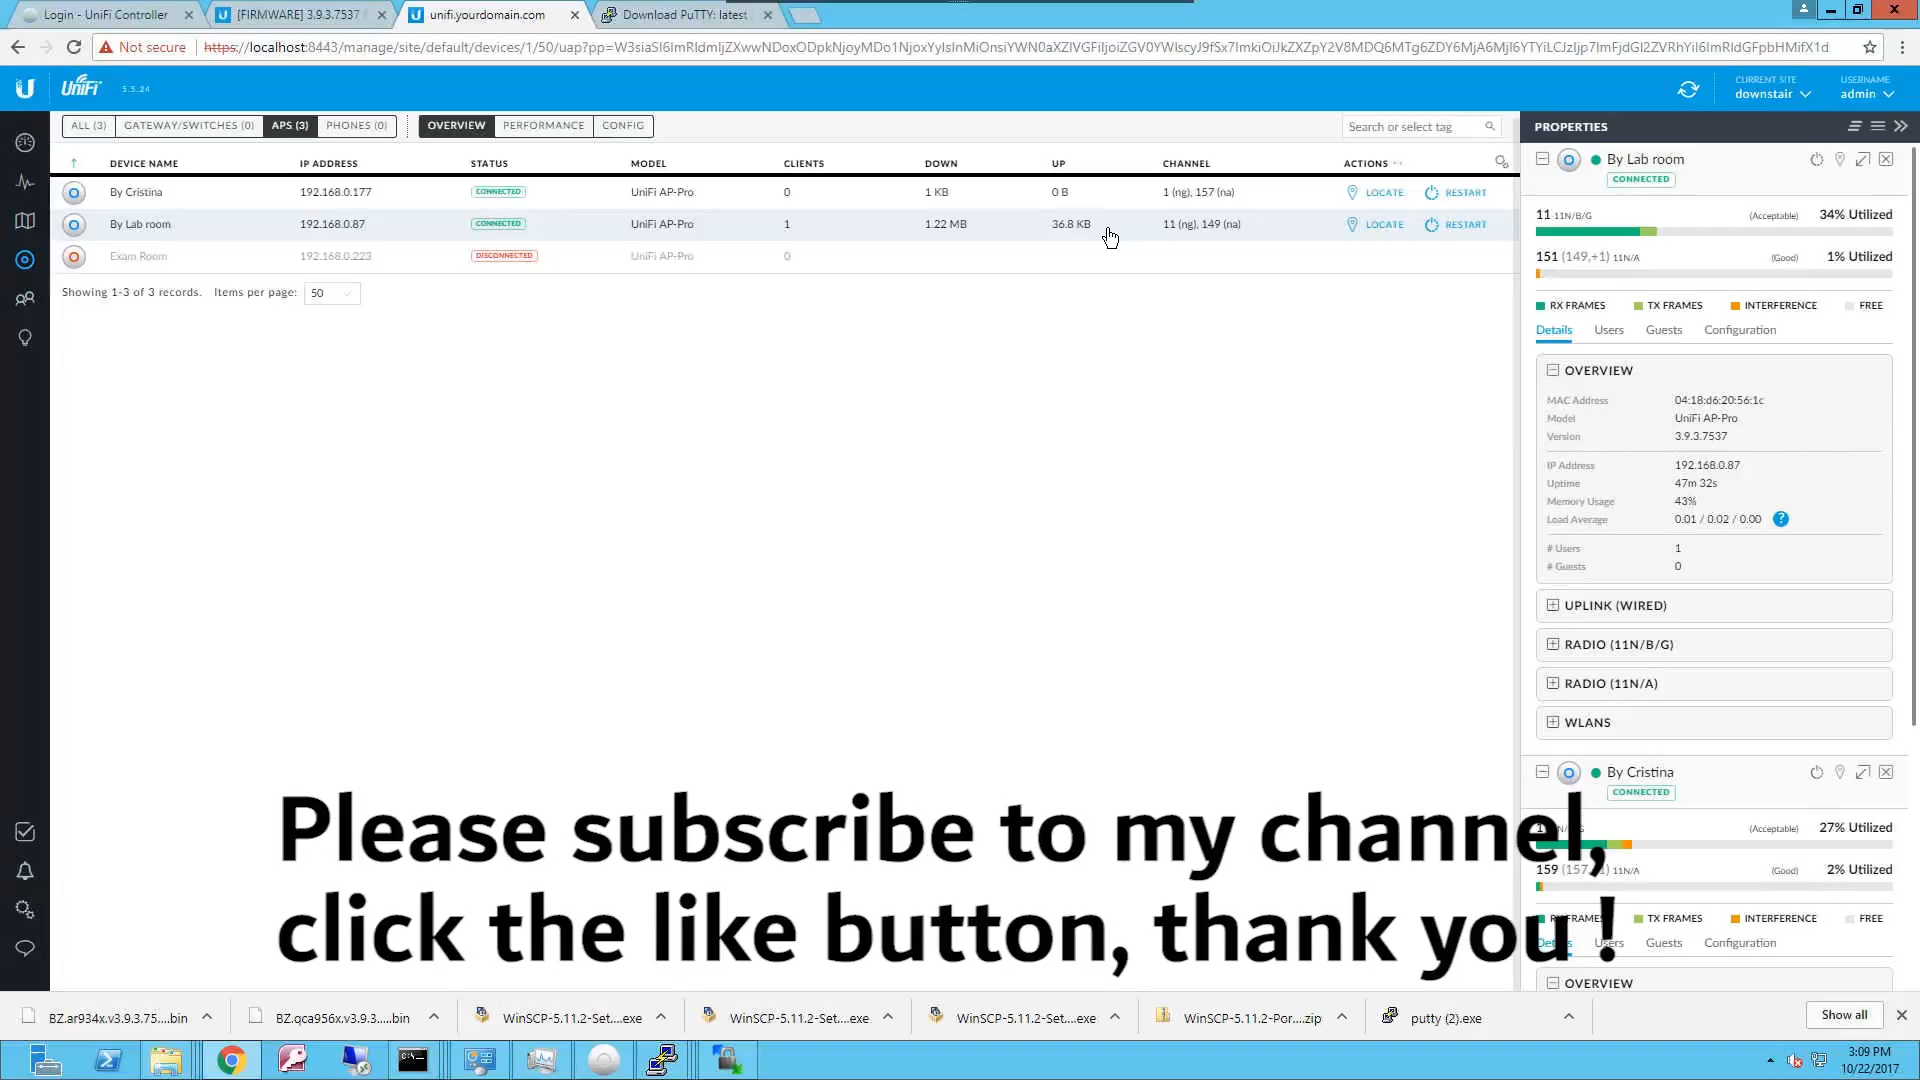 Login - UniFi Controller
[FIRMWARE] 3.9.3.7537
unifi.yourdomain.com
Download PuTTY: latest
Not secure
UniFi 5.5.24
CURRENT SITE
downstair
USERNAME
admin
ALL (3) GATEWAY/SWITCHES (0) APS (3) PHONES (0) OVERVIEW PERFORMANCE CONFIG
Search or select tag
DEVICE NAME IP ADDRESS STATUS MODEL CLIENTS DOWN UP CHANNEL ACTIONS
By Cristina 192.168.0.177 CONNECTED UniFi AP-Pro 0 1 KB 0 B 1 (ng), 157 (na) LOCATE RESTART
By Lab room 192.168.0.87 CONNECTED UniFi AP-Pro 1 1.22 MB 36.8 KB 11 (ng), 149 (na) LOCATE RESTART
Exam Room 192.168.0.223 DISCONNECTED UniFi AP-Pro 0
Showing 1-3 of 3 records. Items per page: 50
PROPERTIES
By Lab room
CONNECTED
11 11N/B/G (Acceptable) 34% Utilized
151 (149,+1) 11N/A (Good) 1% Utilized
RX FRAMES TX FRAMES INTERFERENCE FREE
Details Users Guests Configuration
OVERVIEW
MAC Address 04:18:d6:20:56:1c
Model UniFi AP-Pro
Version 3.9.3.7537
IP Address 192.168.0.87
Uptime 47m 32s
Memory Usage 43%
Load Average 0.01 / 0.02 / 0.00 ?
# Users 1
# Guests 0
UPLINK (WIRED)
RADIO (11N/B/G)
RADIO (11N/A)
WLANS
By Cristina
CONNECTED
(Acceptable) 27% Utilized
159 11N/A (Good) 2% Utilized
RX FRAMES TX FRAMES INTERFERENCE FREE
Details Users Guests Configuration
OVERVIEW
Please subscribe to my channel,
click the like button, thank you !
BZ.ar934x.v3.9.3.75....bin
BZ.qca956x.v3.9.3.....bin
WinSCP-5.11.2-Set....exe
WinSCP-5.11.2-Set....exe
WinSCP-5.11.2-Set....exe
WinSCP-5.11.2-Por....zip
putty (2).exe
Show all
3:09 PM
10/22/2017